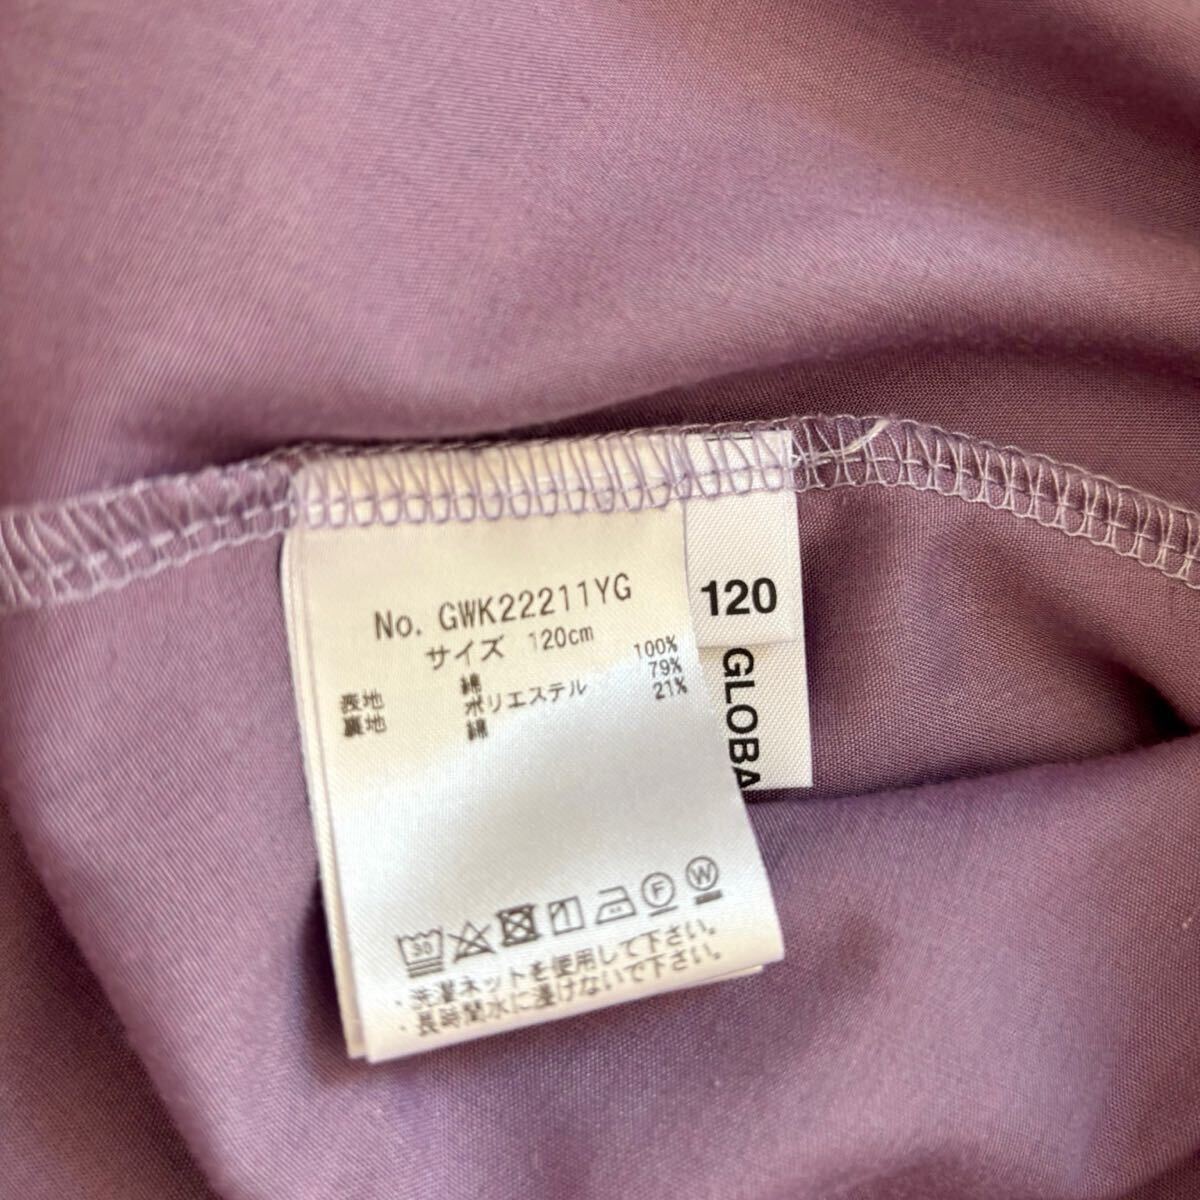 No. GWK22211YG
サイズ 120cm
表地 綿 100%
裏地 ポリエステル 79%
綿 21%
30
F
W
・洗濯ネットを使用して下さい。
・長時間水に浸けないで下さい。
120
GLOBA